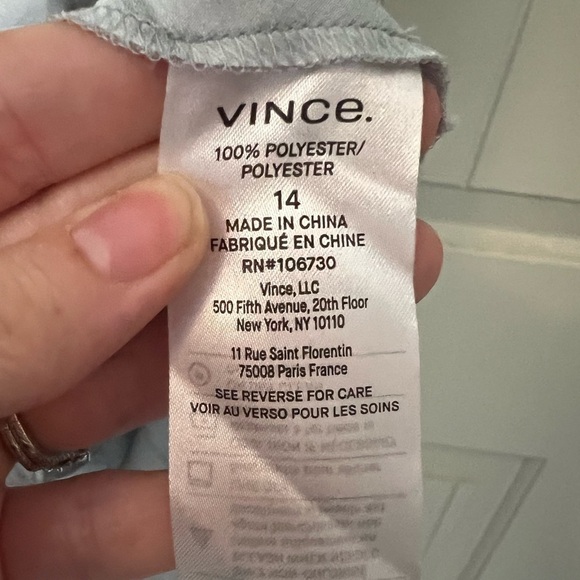 VINCe.
100% POLYESTER/
POLYESTER
14
MADE IN CHINA
FABRIQUÉ EN CHINE
RN#106730
Vince, LLC
500 Fifth Avenue, 20th Floor
New York, NY 10110
11 Rue Saint Florentin
75008 Paris France
SEE REVERSE FOR CARE
VOIR AU VERSO POUR LES SOINS